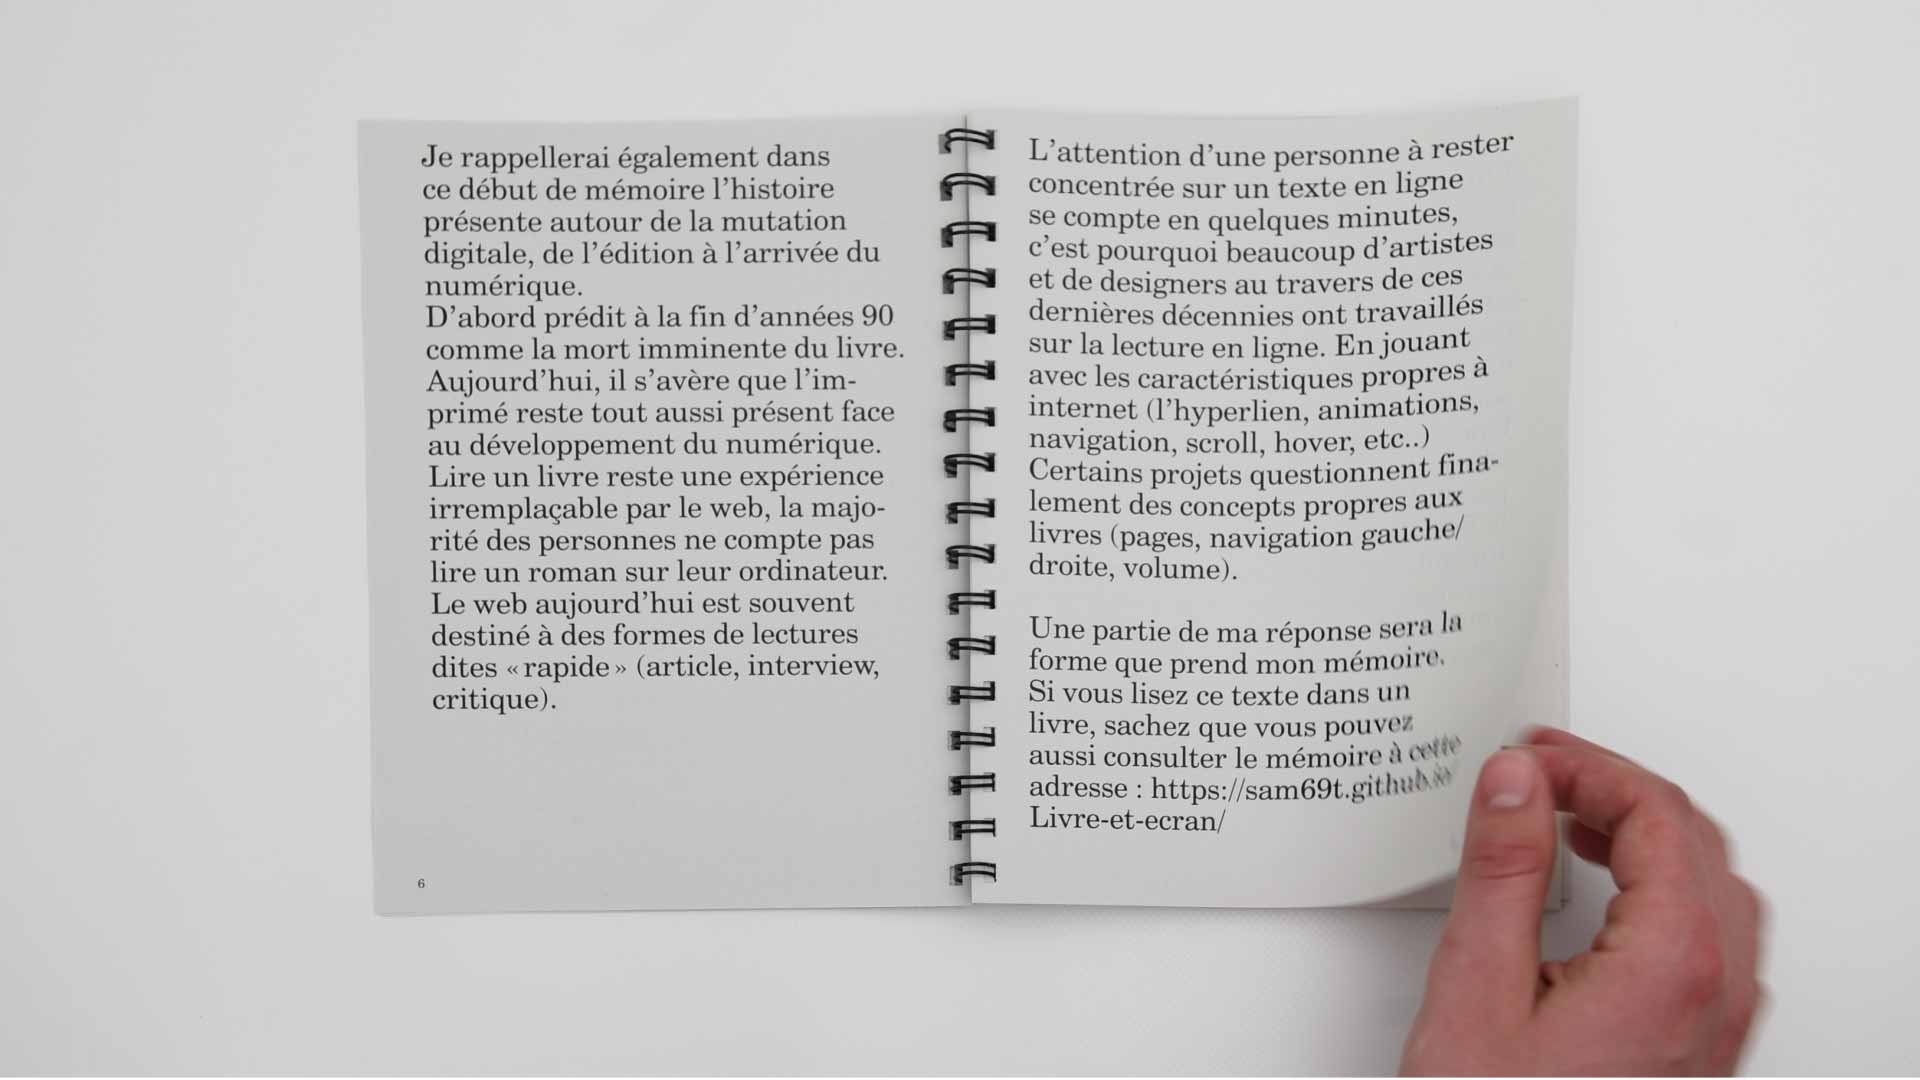 Je rappellerai également dans
ce début de mémoire l’histoire
présente autour de la mutation
digitale, de l’édition à l’arrivée du
numérique.
D’abord prédit à la fin d’années 90
comme la mort imminente du livre.
Aujourd’hui, il s’avère que l’im-
primé reste tout aussi présent face
au développement du numérique.
Lire un livre reste une expérience
irremplaçable par le web, la majo-
rité des personnes ne compte pas
lire un roman sur leur ordinateur.
Le web aujourd’hui est souvent
destiné à des formes de lectures
dites « rapide » (article, interview,
critique).
6
L’attention d’une personne à rester
concentrée sur un texte en ligne
se compte en quelques minutes,
c’est pourquoi beaucoup d’artistes
et de designers au travers de ces
dernières décennies ont travaillés
sur la lecture en ligne. En jouant
avec les caractéristiques propres à
internet (l’hyperlien, animations,
navigation, scroll, hover, etc..)
Certains projets questionnent fina-
lement des concepts propres aux
livres (pages, navigation gauche/
droite, volume).
Une partie de ma réponse sera la
forme que prend mon mémoire.
Si vous lisez ce texte dans un
livre, sachez que vous pouvez
aussi consulter le mémoire à cette
adresse : https://sam69t.github.io/
Livre-et-ecran/